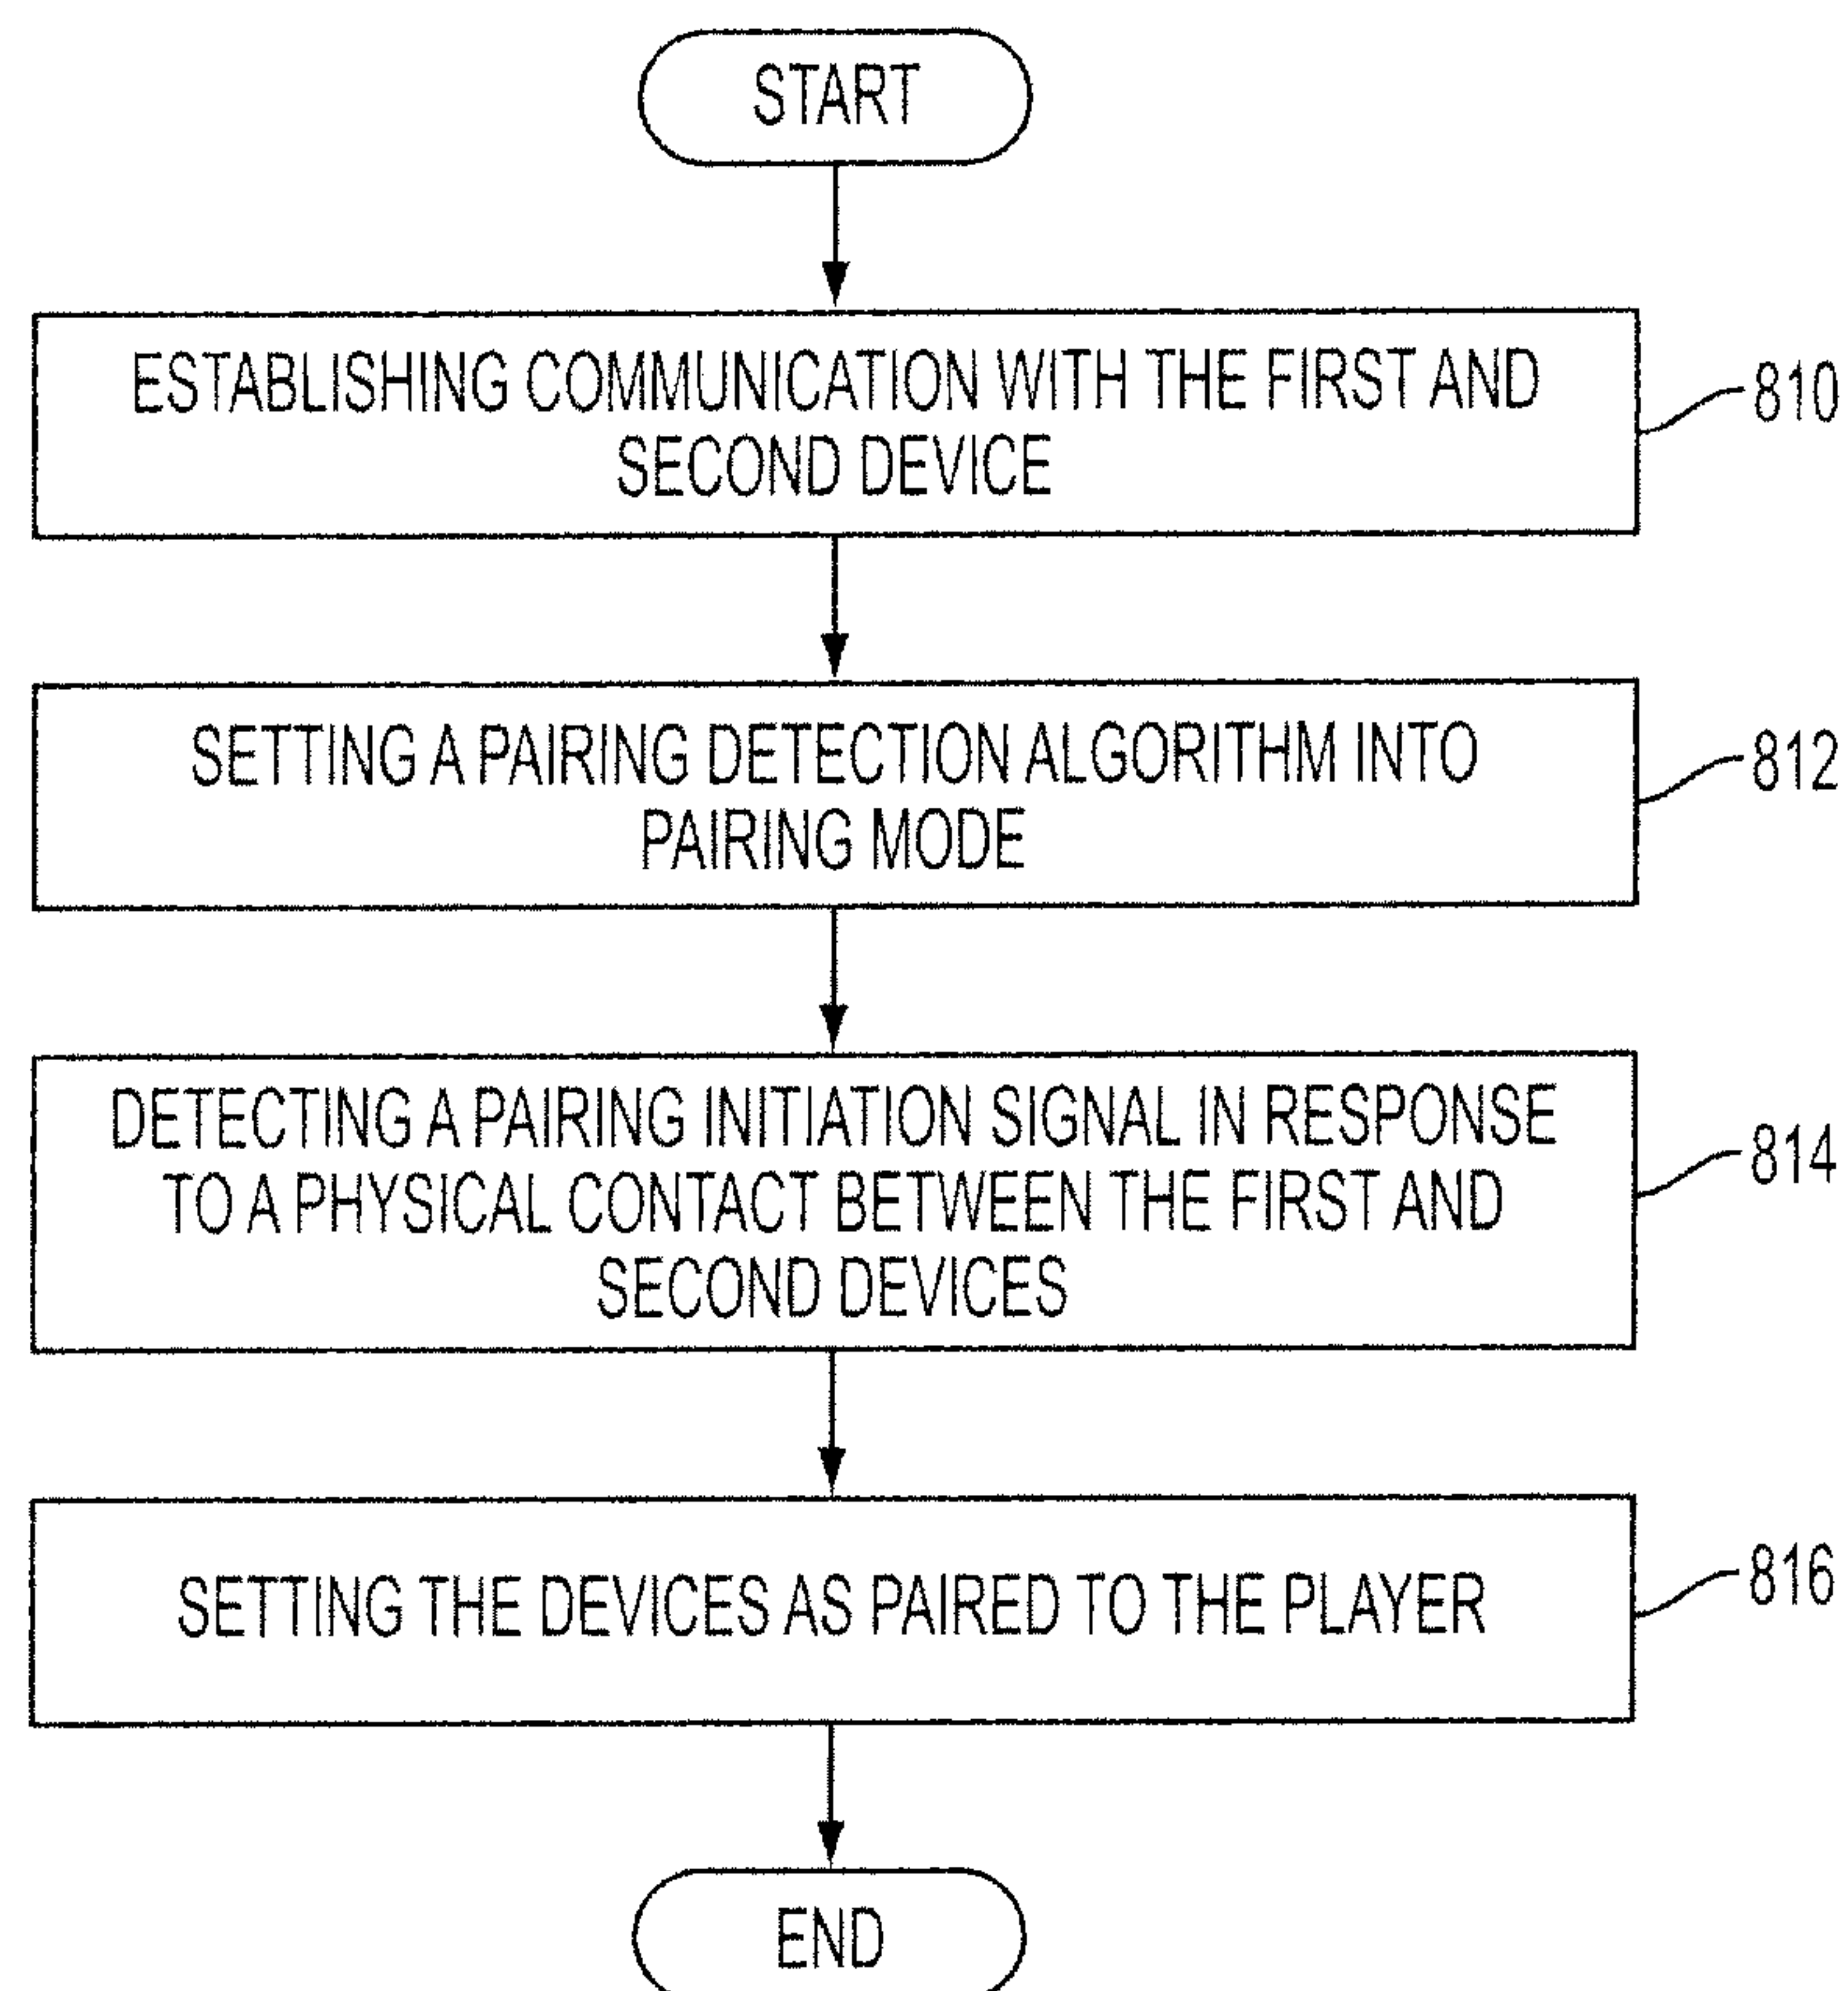 START
ESTABLISHING COMMUNICATION WITH THE FIRST AND
SECOND DEVICE
810
SETTING A PAIRING DETECTION ALGORITHM INTO
PAIRING MODE
812
DETECTING A PAIRING INITIATION SIGNAL IN RESPONSE
TO A PHYSICAL CONTACT BETWEEN THE FIRST AND
SECOND DEVICES
814
SETTING THE DEVICES AS PAIRED TO THE PLAYER
816
END